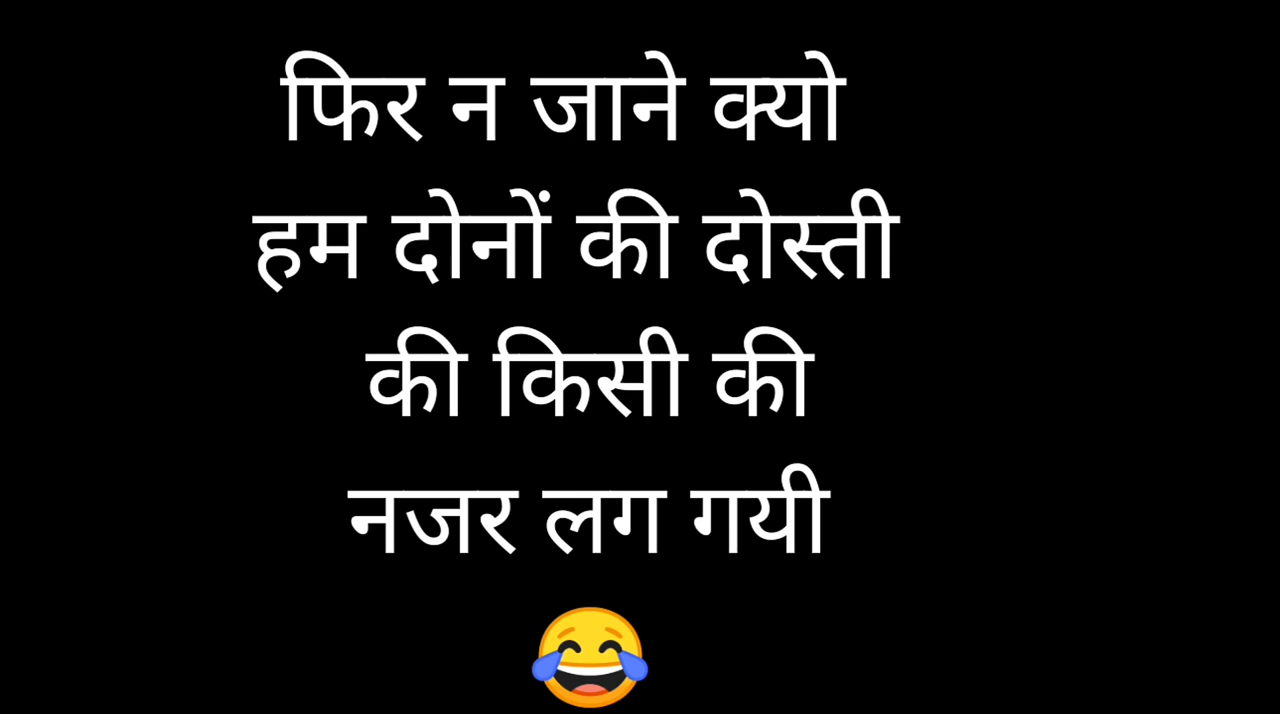 फिर न जाने क्यो
हम दोनों की दोस्ती
की किसी की
नजर लग गयी
😂